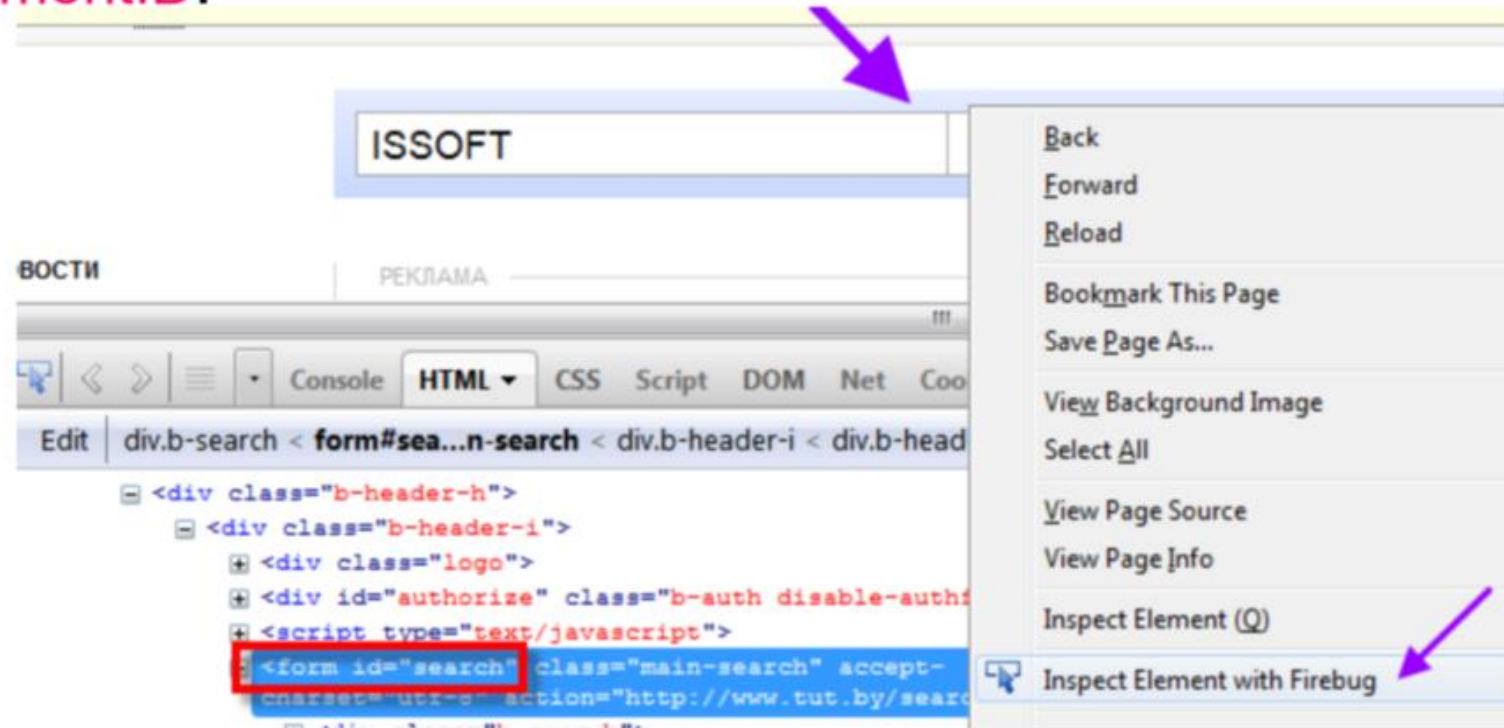 ISSOFT
РЕКЛАМА
Console HTML CSS Script DOM Net
Edit div.b-search < form#sea...n-search < div.b-header-i < div.b-head
<div class="b-header-h">
<div class="b-header-i">
<div class="logo">
<div id="authorize" class="b-auth
<script type="text/javascript">
<form id="search" class="main-search" accept-
charset="utf-8" action="http://www.tut.by/sear
Back
Forward
Reload
Bookmark This Page
Save Page As...
View Background Image
Select All
View Page Source
View Page Info
Inspect Element (Q)
Inspect Element with Firebug